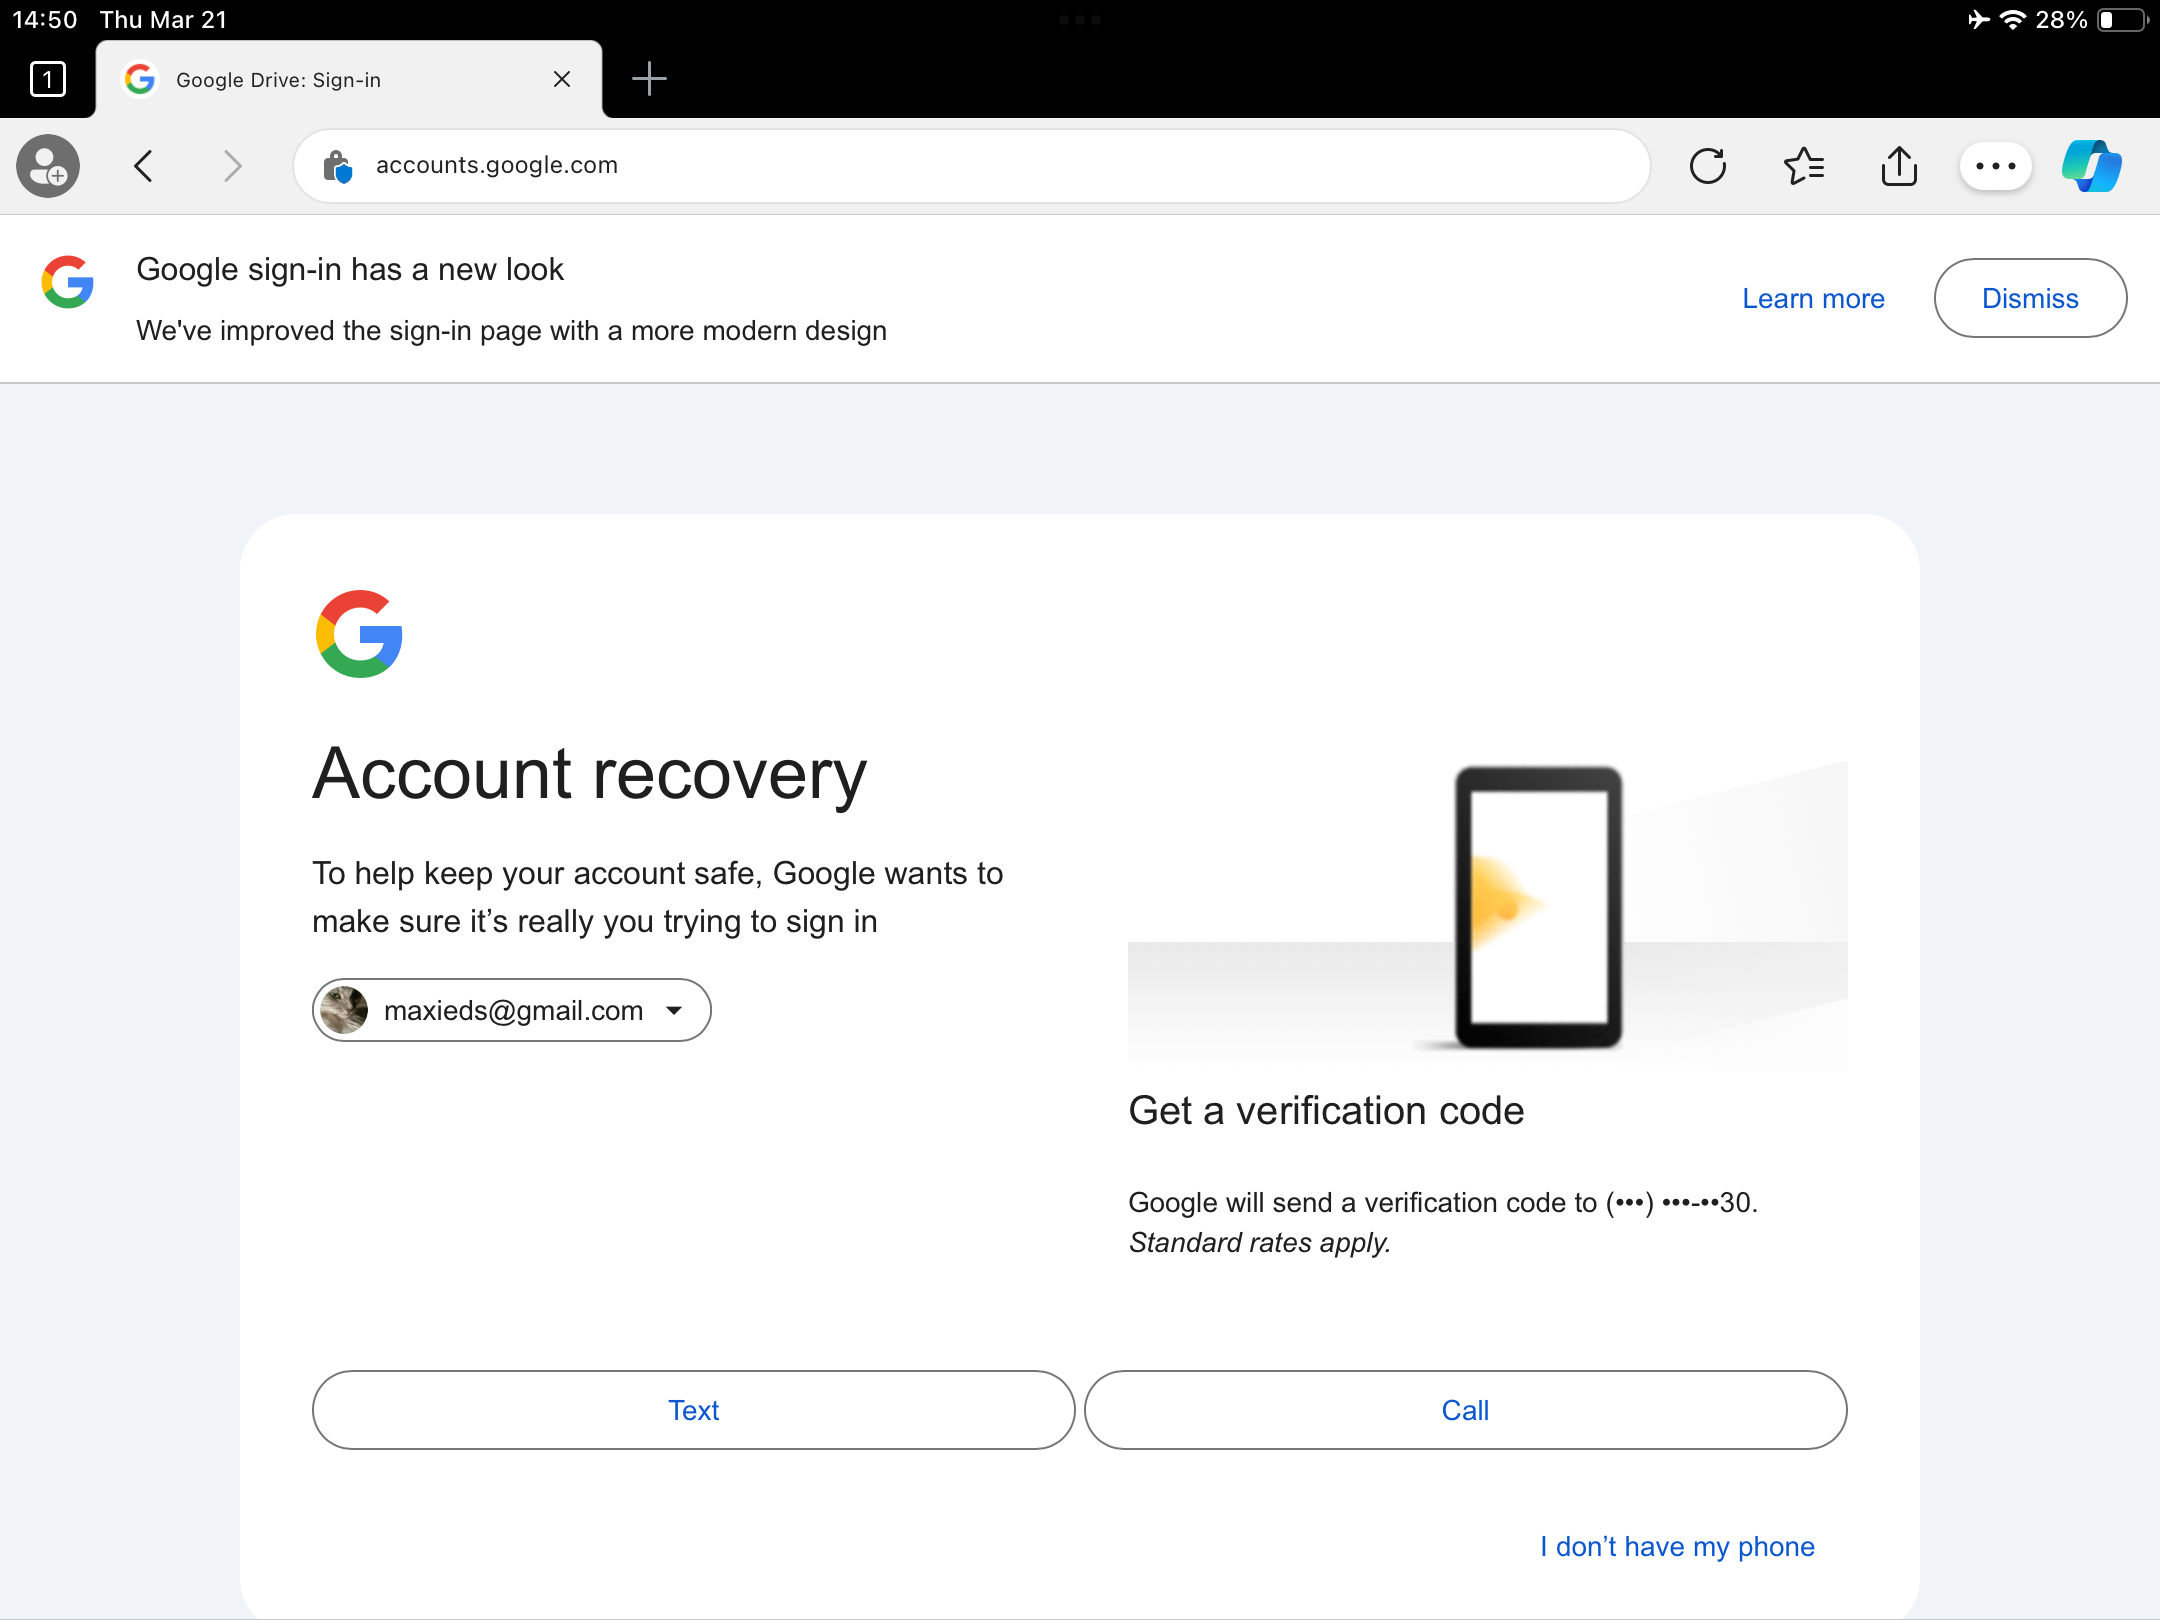 14:50 Thu Mar 21
28%
1
Google Drive: Sign-in
accounts.google.com
Google sign-in has a new look
We've improved the sign-in page with a more modern design
Learn more
Dismiss
Account recovery
To help keep your account safe, Google wants to
make sure it’s really you trying to sign in
maxieds@gmail.com
Get a verification code
Google will send a verification code to (•••) •••-••30.
Standard rates apply.
Text
Call
I don’t have my phone